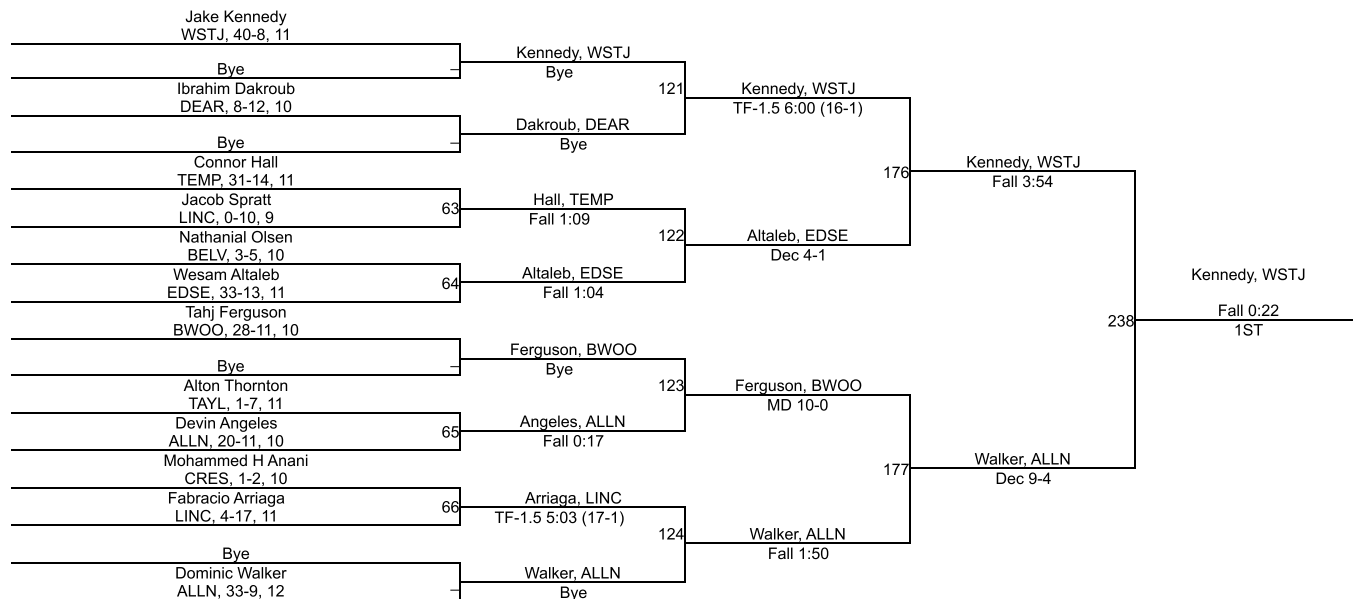 Jake Kennedy
WSTJ, 40-8, 11
Bye
Ibrahim Dakroub
DEAR, 8-12, 10
Bye
Connor Hall
TEMP, 31-14, 11
Jacob Spratt
LINC, 0-10, 9
63
Nathanial Olsen
BELV, 3-5, 10
Wesam Altaleb
EDSE, 33-13, 11
64
Tahj Ferguson
BWOO, 28-11, 10
Bye
Alton Thornton
TAYL, 1-7, 11
Devin Angeles
ALLN, 20-11, 10
65
Mohammed H Anani
CRES, 1-2, 10
Fabracio Arriaga
LINC, 4-17, 11
66
Bye
Dominic Walker
ALLN, 33-9, 12
Kennedy, WSTJ
Bye
121
Dakroub, DEAR
Bye
Hall, TEMP
Fall 1:09
122
Altaleb, EDSE
Fall 1:04
Ferguson, BWOO
Bye
123
Angeles, ALLN
Fall 0:17
Arriaga, LINC
TF-1.5 5:03 (17-1)
124
Walker, ALLN
Bye
Kennedy, WSTJ
TF-1.5 6:00 (16-1)
176
Altaleb, EDSE
Dec 4-1
Ferguson, BWOO
MD 10-0
177
Walker, ALLN
Fall 1:50
Kennedy, WSTJ
Fall 3:54
238
Walker, ALLN
Dec 9-4
Kennedy, WSTJ
Fall 0:22
1ST